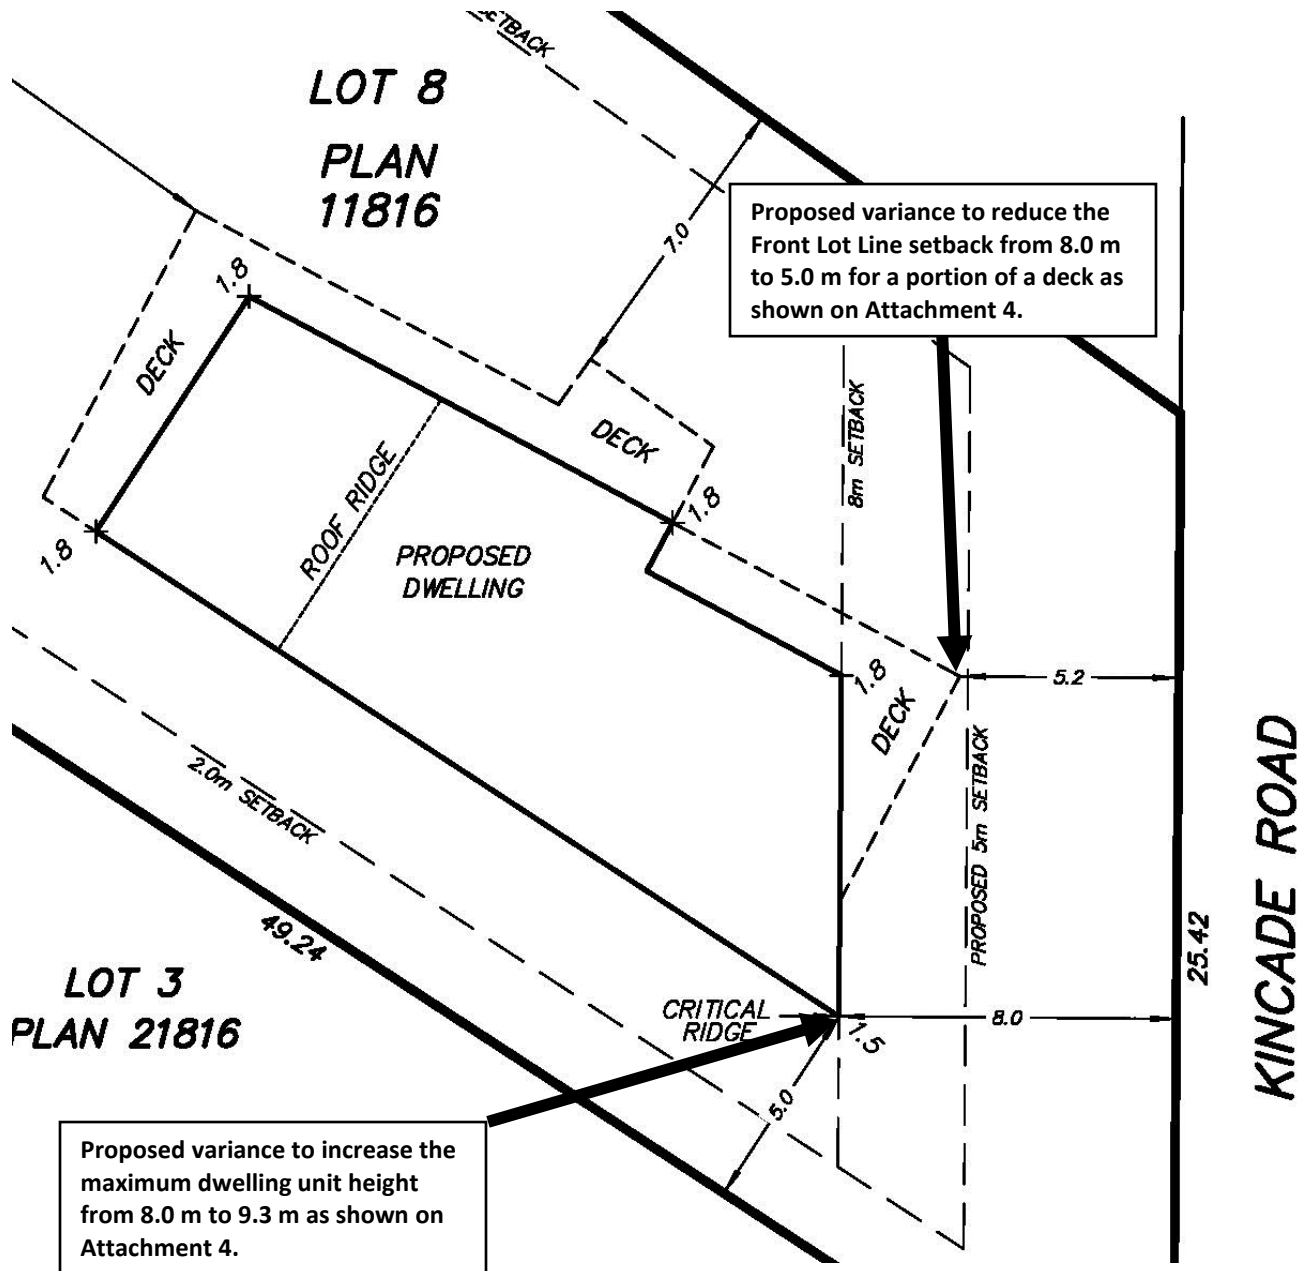 SETBACK
LOT 8
PLAN
11816
7.0
Proposed variance to reduce the
Front Lot Line setback from 8.0 m
to 5.0 m for a portion of a deck as
shown on Attachment 4.
1.8
DECK
DECK
8m SETBACK
ROOF RIDGE
1.8
1.8
PROPOSED
DWELLING
1.8
DECK
5.2
PROPOSED 5m SETBACK
2.0m SETBACK
KINCADE ROAD
49.24
25.42
LOT 3
PLAN 21816
CRITICAL
RIDGE
1.5
8.0
5.0
Proposed variance to increase the
maximum dwelling unit height
from 8.0 m to 9.3 m as shown on
Attachment 4.